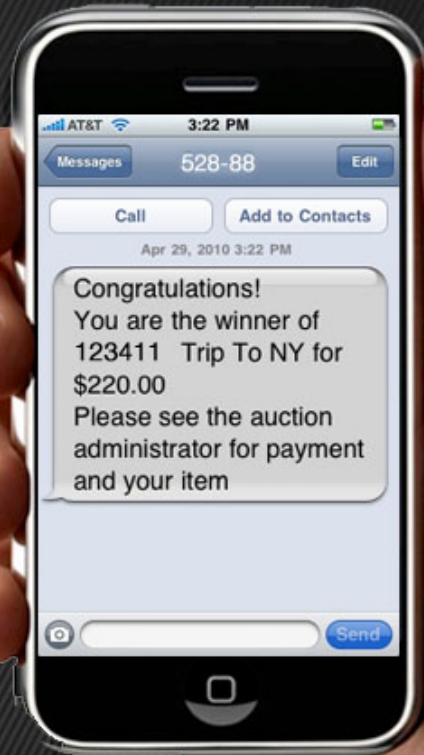 AT&T 3:22 PM
Messages 528-88 Edit
Call Add to Contacts
Apr 29, 2010 3:22 PM
Congratulations!
You are the winner of
123411 Trip To NY for
$220.00
Please see the auction
administrator for payment
and your item
Send